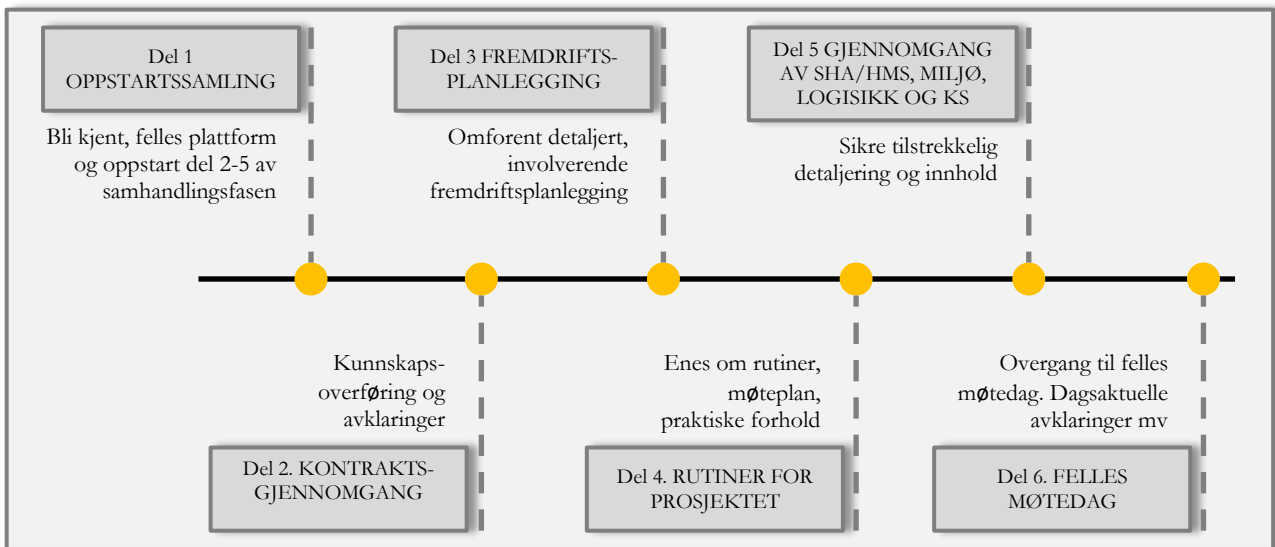 Del 1
OPPSTARTSSAMLING
Bli kjent, felles plattform
og oppstart del 2-5 av
samhandlingsfasen
Del 3 FREMDRIFTS-
PLANLEGGING
Omforent detaljert,
involverende
fremdriftsplanlegging
Del 5 GJENNOMGANG
AV SHA/HMS, MILJØ,
LOGISIKK OG KS
Sikre tilstrekkelig
detaljering og innhold
Kunnskaps-
overføring og
avklaringer
Del 2. KONTRAKTS-
GJENNOMGANG
Enes om rutiner,
møteplan,
praktiske forhold
Del 4. RUTINER FOR
PROSJEKTET
Overgang til felles
møtedag. Dagsaktuelle
avklaringer mv
Del 6. FELLES
MØTEDAG